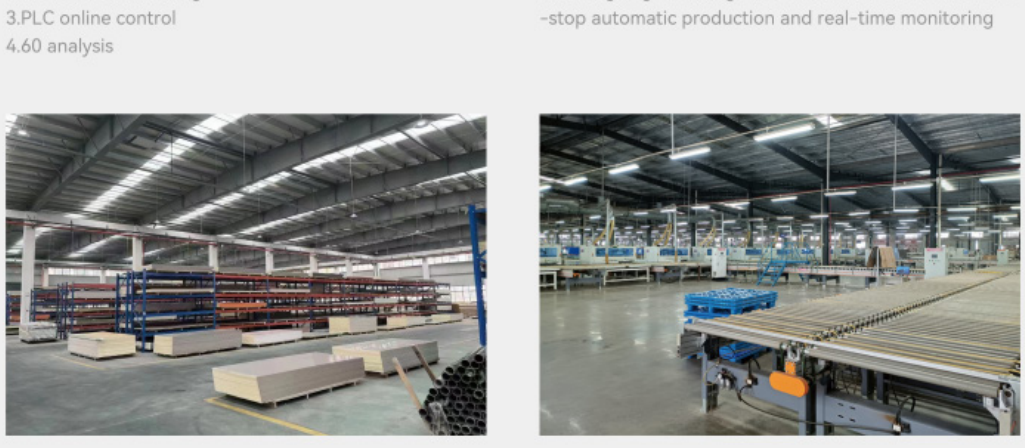 3.PLC online control
4.60 analysis
-stop automatic production and real-time monitoring